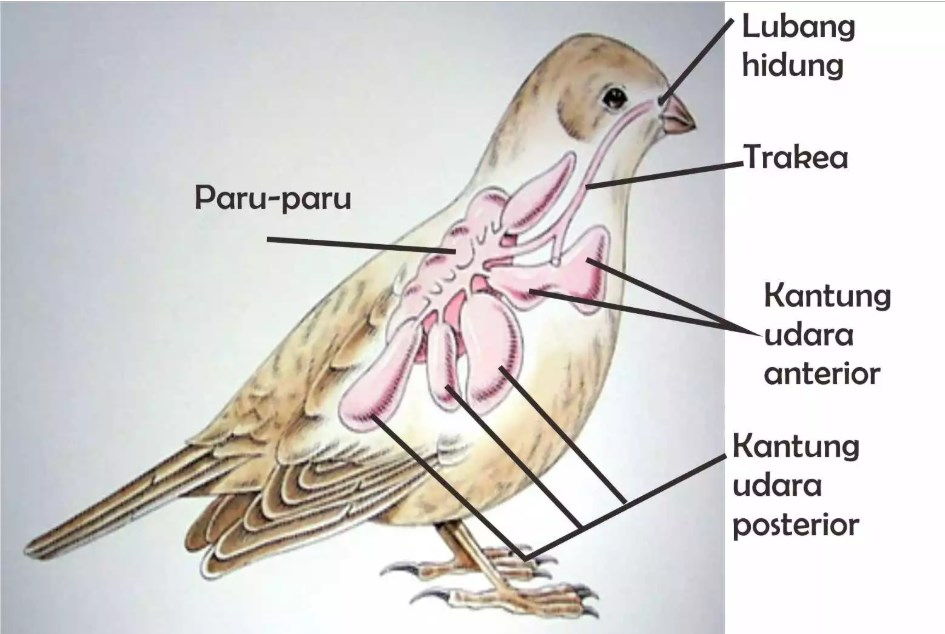 Lubang
hidung
Trakea
Paru-paru
Kantung
udara
anterior
Kantung
udara
posterior